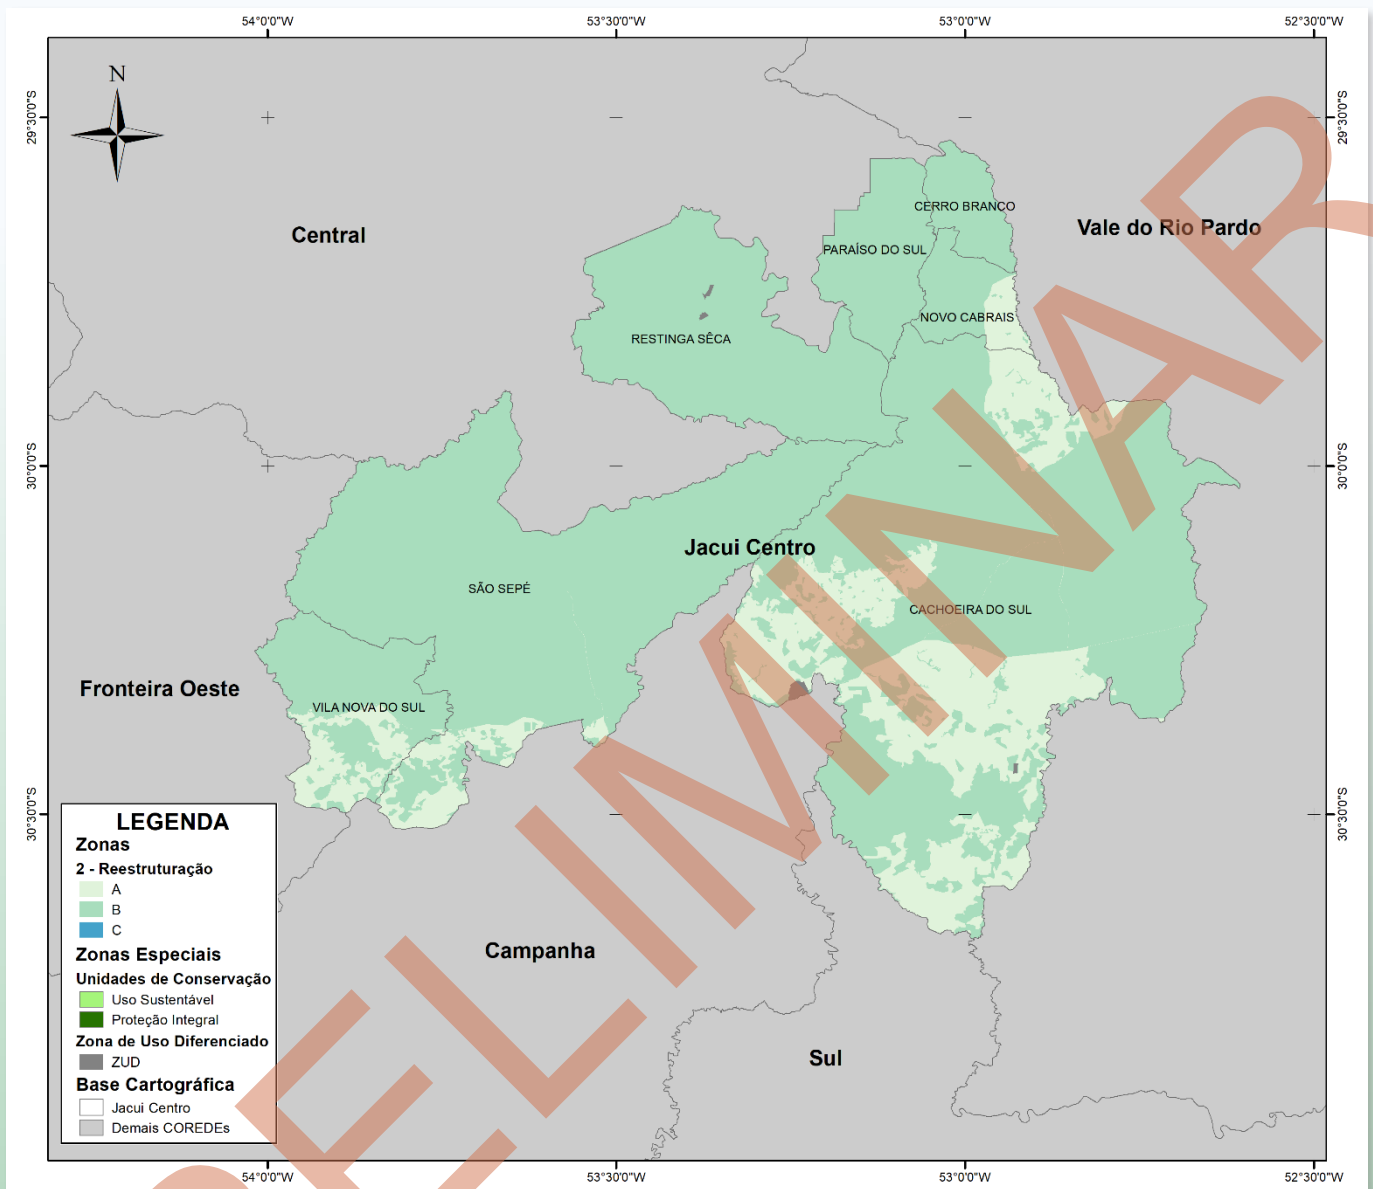 54°0'0"W
53°30'0"W
53°0'0"W
52°30'0"W
N
29°30'0"S
29°30'0"S
CERRO BRANCO
Central
Vale do Rio Pardo
PARAÍSO DO SUL
NOVO CABRAIS
RESTINGA SÊCA
30°0'0"S
30°0'0"S
Jacui Centro
SÃO SEPÉ
CACHOEIRA DO SUL
Fronteira Oeste
VILA NOVA DO SUL
30°30'0"S
30°30'0"S
LEGENDA
Zonas
2 - Reestruturação
A
B
C
Zonas Especiais
Unidades de Conservação
Uso Sustentável
Proteção Integral
Zona de Uso Diferenciado
ZUD
Base Cartográfica
Jacui Centro
Demais COREDEs
Campanha
Sul
54°0'0"W
53°30'0"W
53°0'0"W
52°30'0"W
RELIMINAR